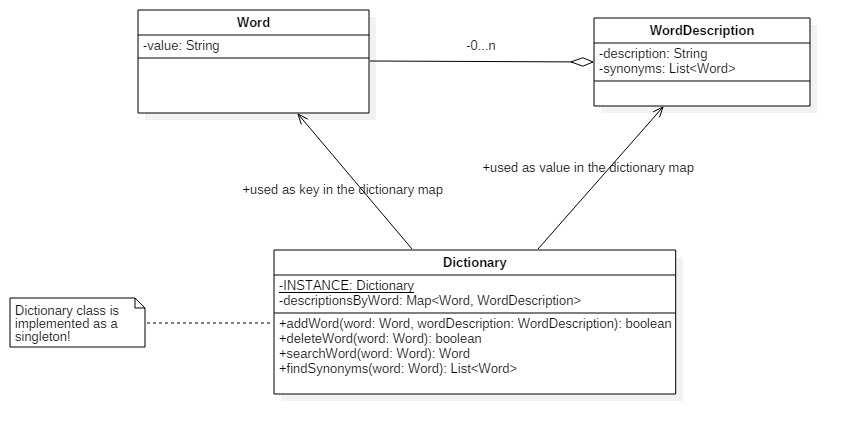 Word
-value: String
-0...n
WordDescription
-description: String
-synonyms: List<Word>
+used as key in the dictionary map
+used as value in the dictionary map
Dictionary
-INSTANCE: Dictionary
-descriptionsByWord: Map<Word, WordDescription>
+addWord(word: Word, wordDescription: WordDescription): boolean
+deleteWord(word: Word): boolean
+searchWord(word: Word): Word
+findSynonyms(word: Word): List<Word>
Dictionary class is
implemented as a
singleton!